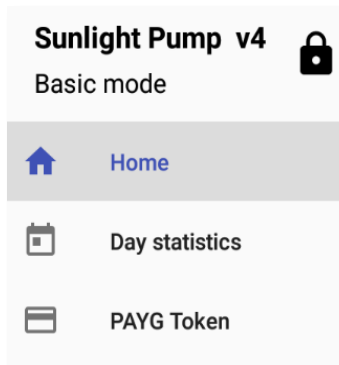 Sunlight Pump v4
Basic mode
Home
Day statistics
PAYG Token